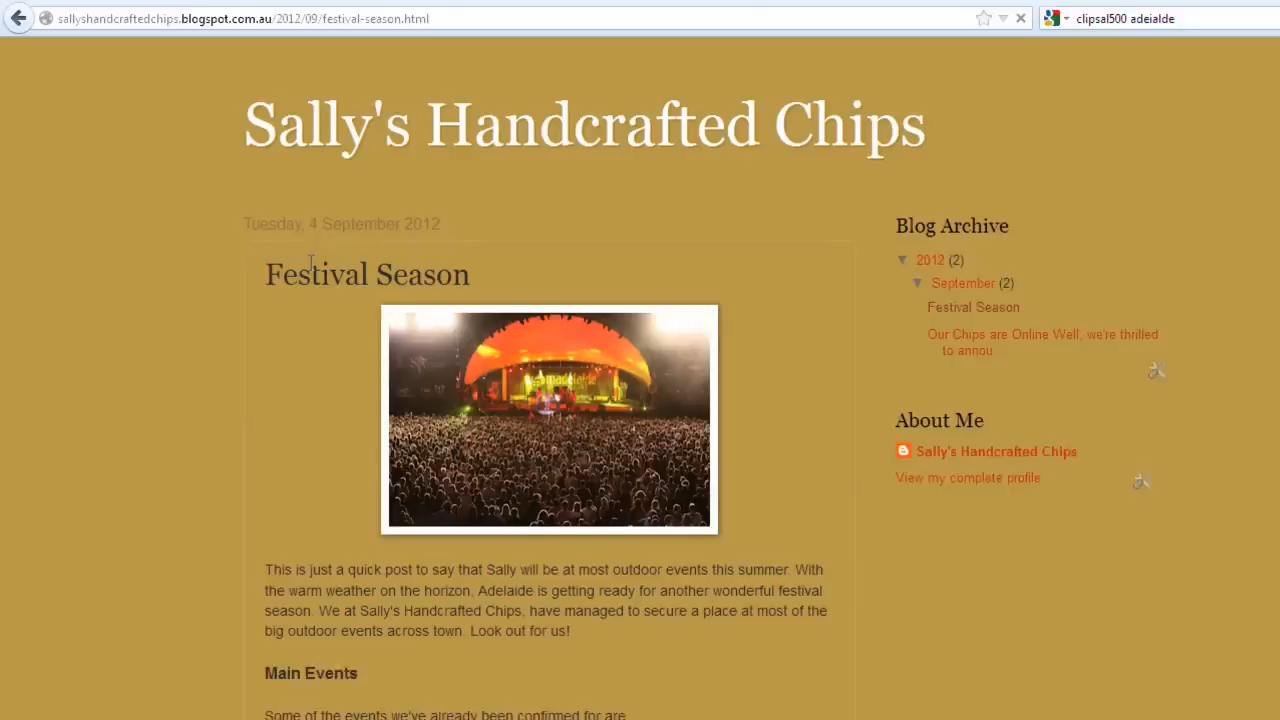 sallyshandcraftedchips.blogspot.com.au/2012/09/festival-season.html
clipsal500 adeialde
Sally's Handcrafted Chips
Tuesday, 4 September 2012
Festival Season
This is just a quick post to say that Sally will be at most outdoor events this summer. With
the warm weather on the horizon, Adelaide is getting ready for another wonderful festival
season. We at Sally's Handcrafted Chips, have managed to secure a place at most of the
big outdoor events across town. Look out for us!
Main Events
Some of the events we've already been confirmed for are
Blog Archive
▼ 2012 (2)
▼ September (2)
Festival Season
Our Chips are Online Well, we're thrilled
to annou
About Me
Sally's Handcrafted Chips
View my complete profile